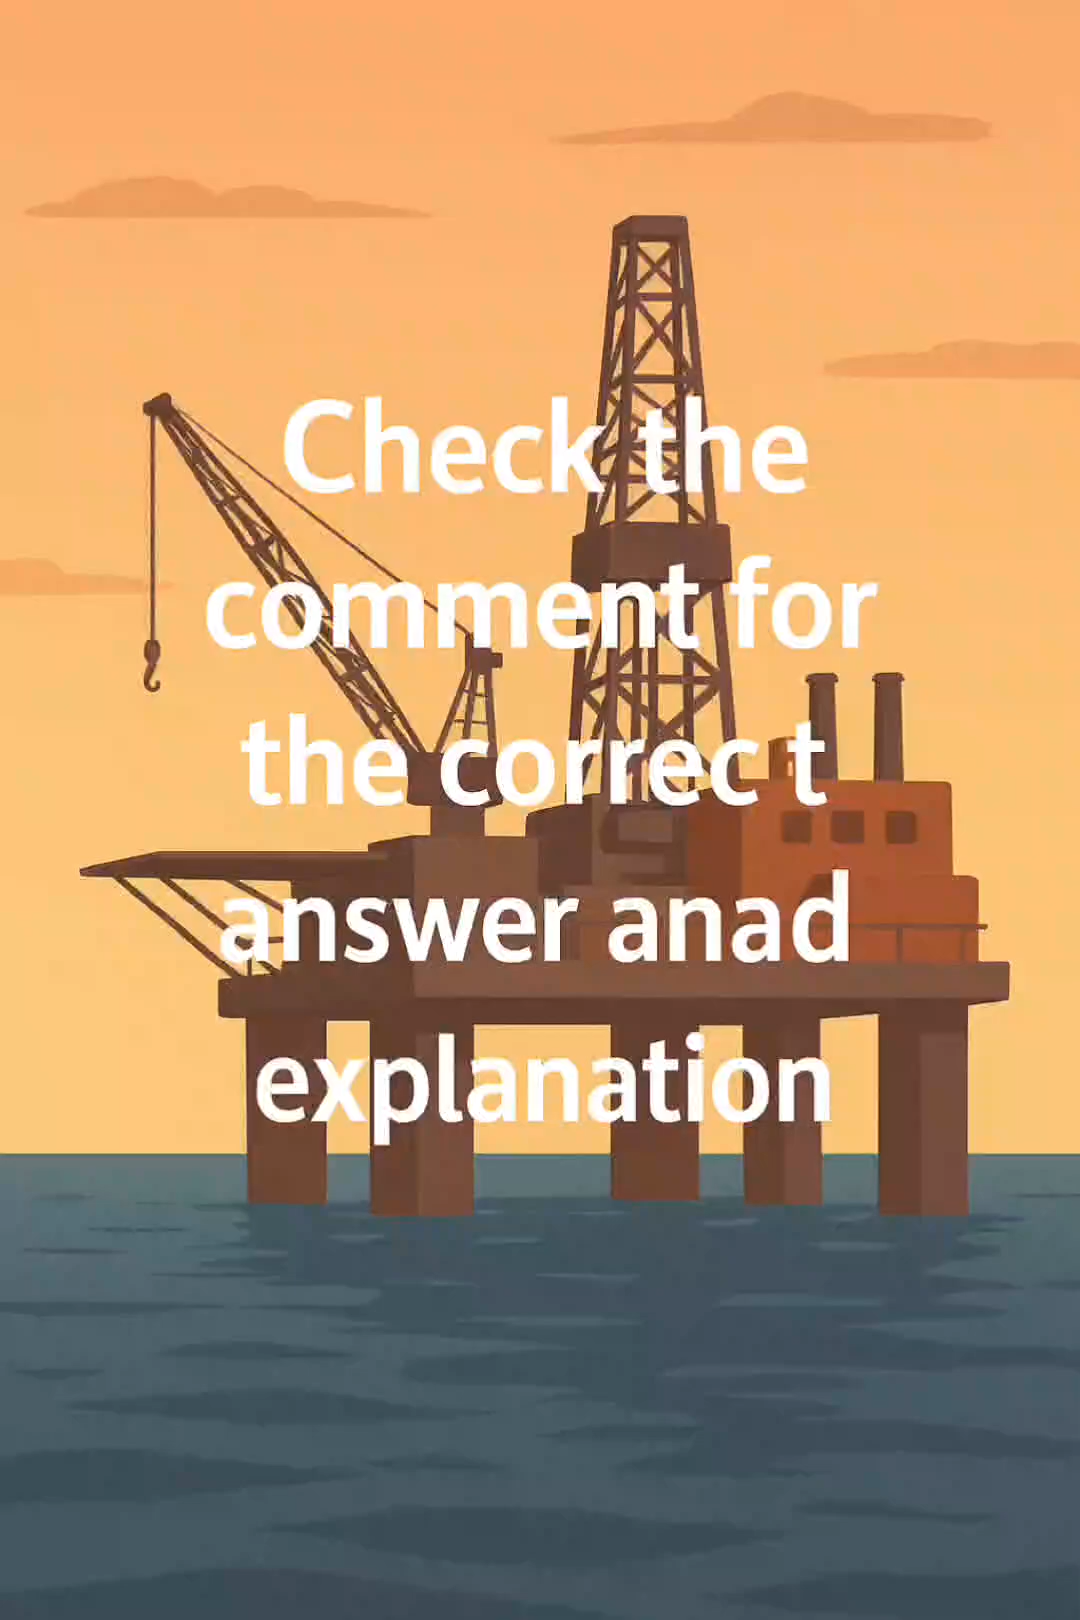 Check the
comment for
the correc t
answer anad
explanation